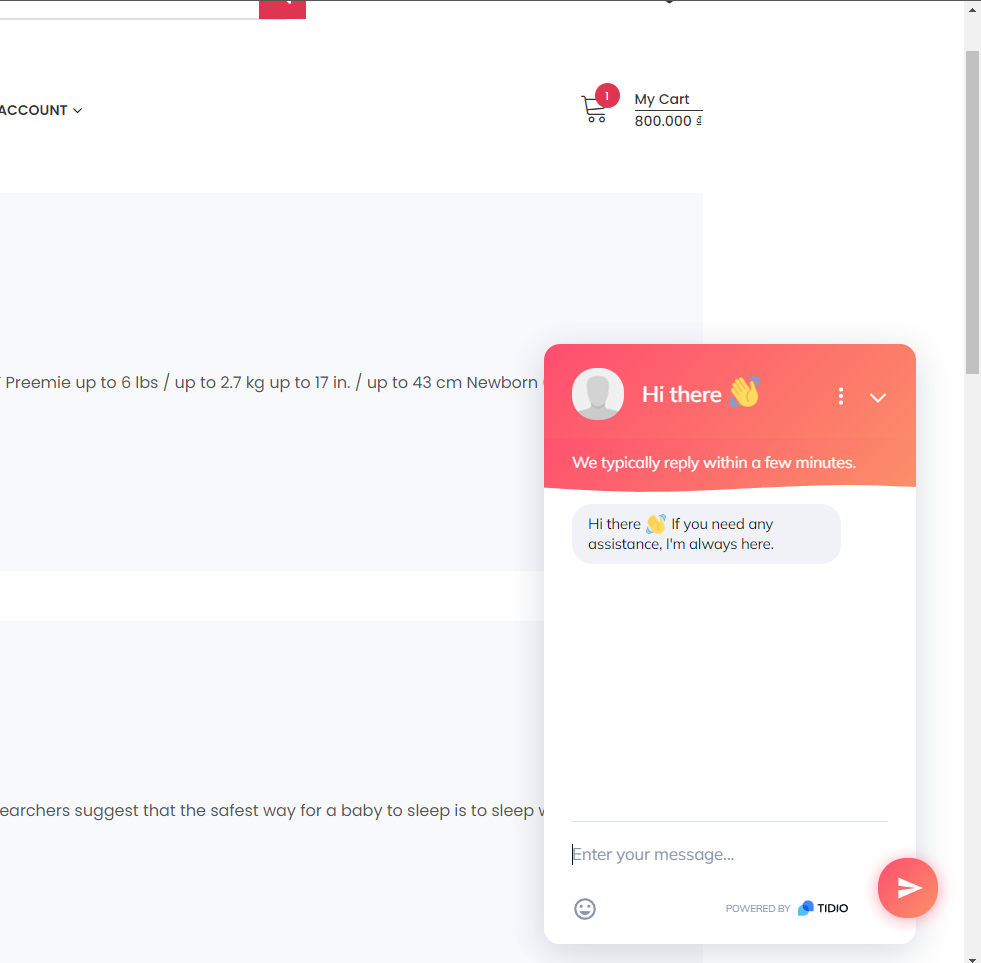 ACCOUNT
1
My Cart
800.000 ₫
Preemie up to 6 lbs / up to 2.7 kg up to 17 in. / up to 43 cm Newborn
Hi there 👋
We typically reply within a few minutes.
Hi there 👋 If you need any
assistance, I'm always here.
earchers suggest that the safest way for a baby to sleep is to sleep
Enter your message...
POWERED BY TIDIO